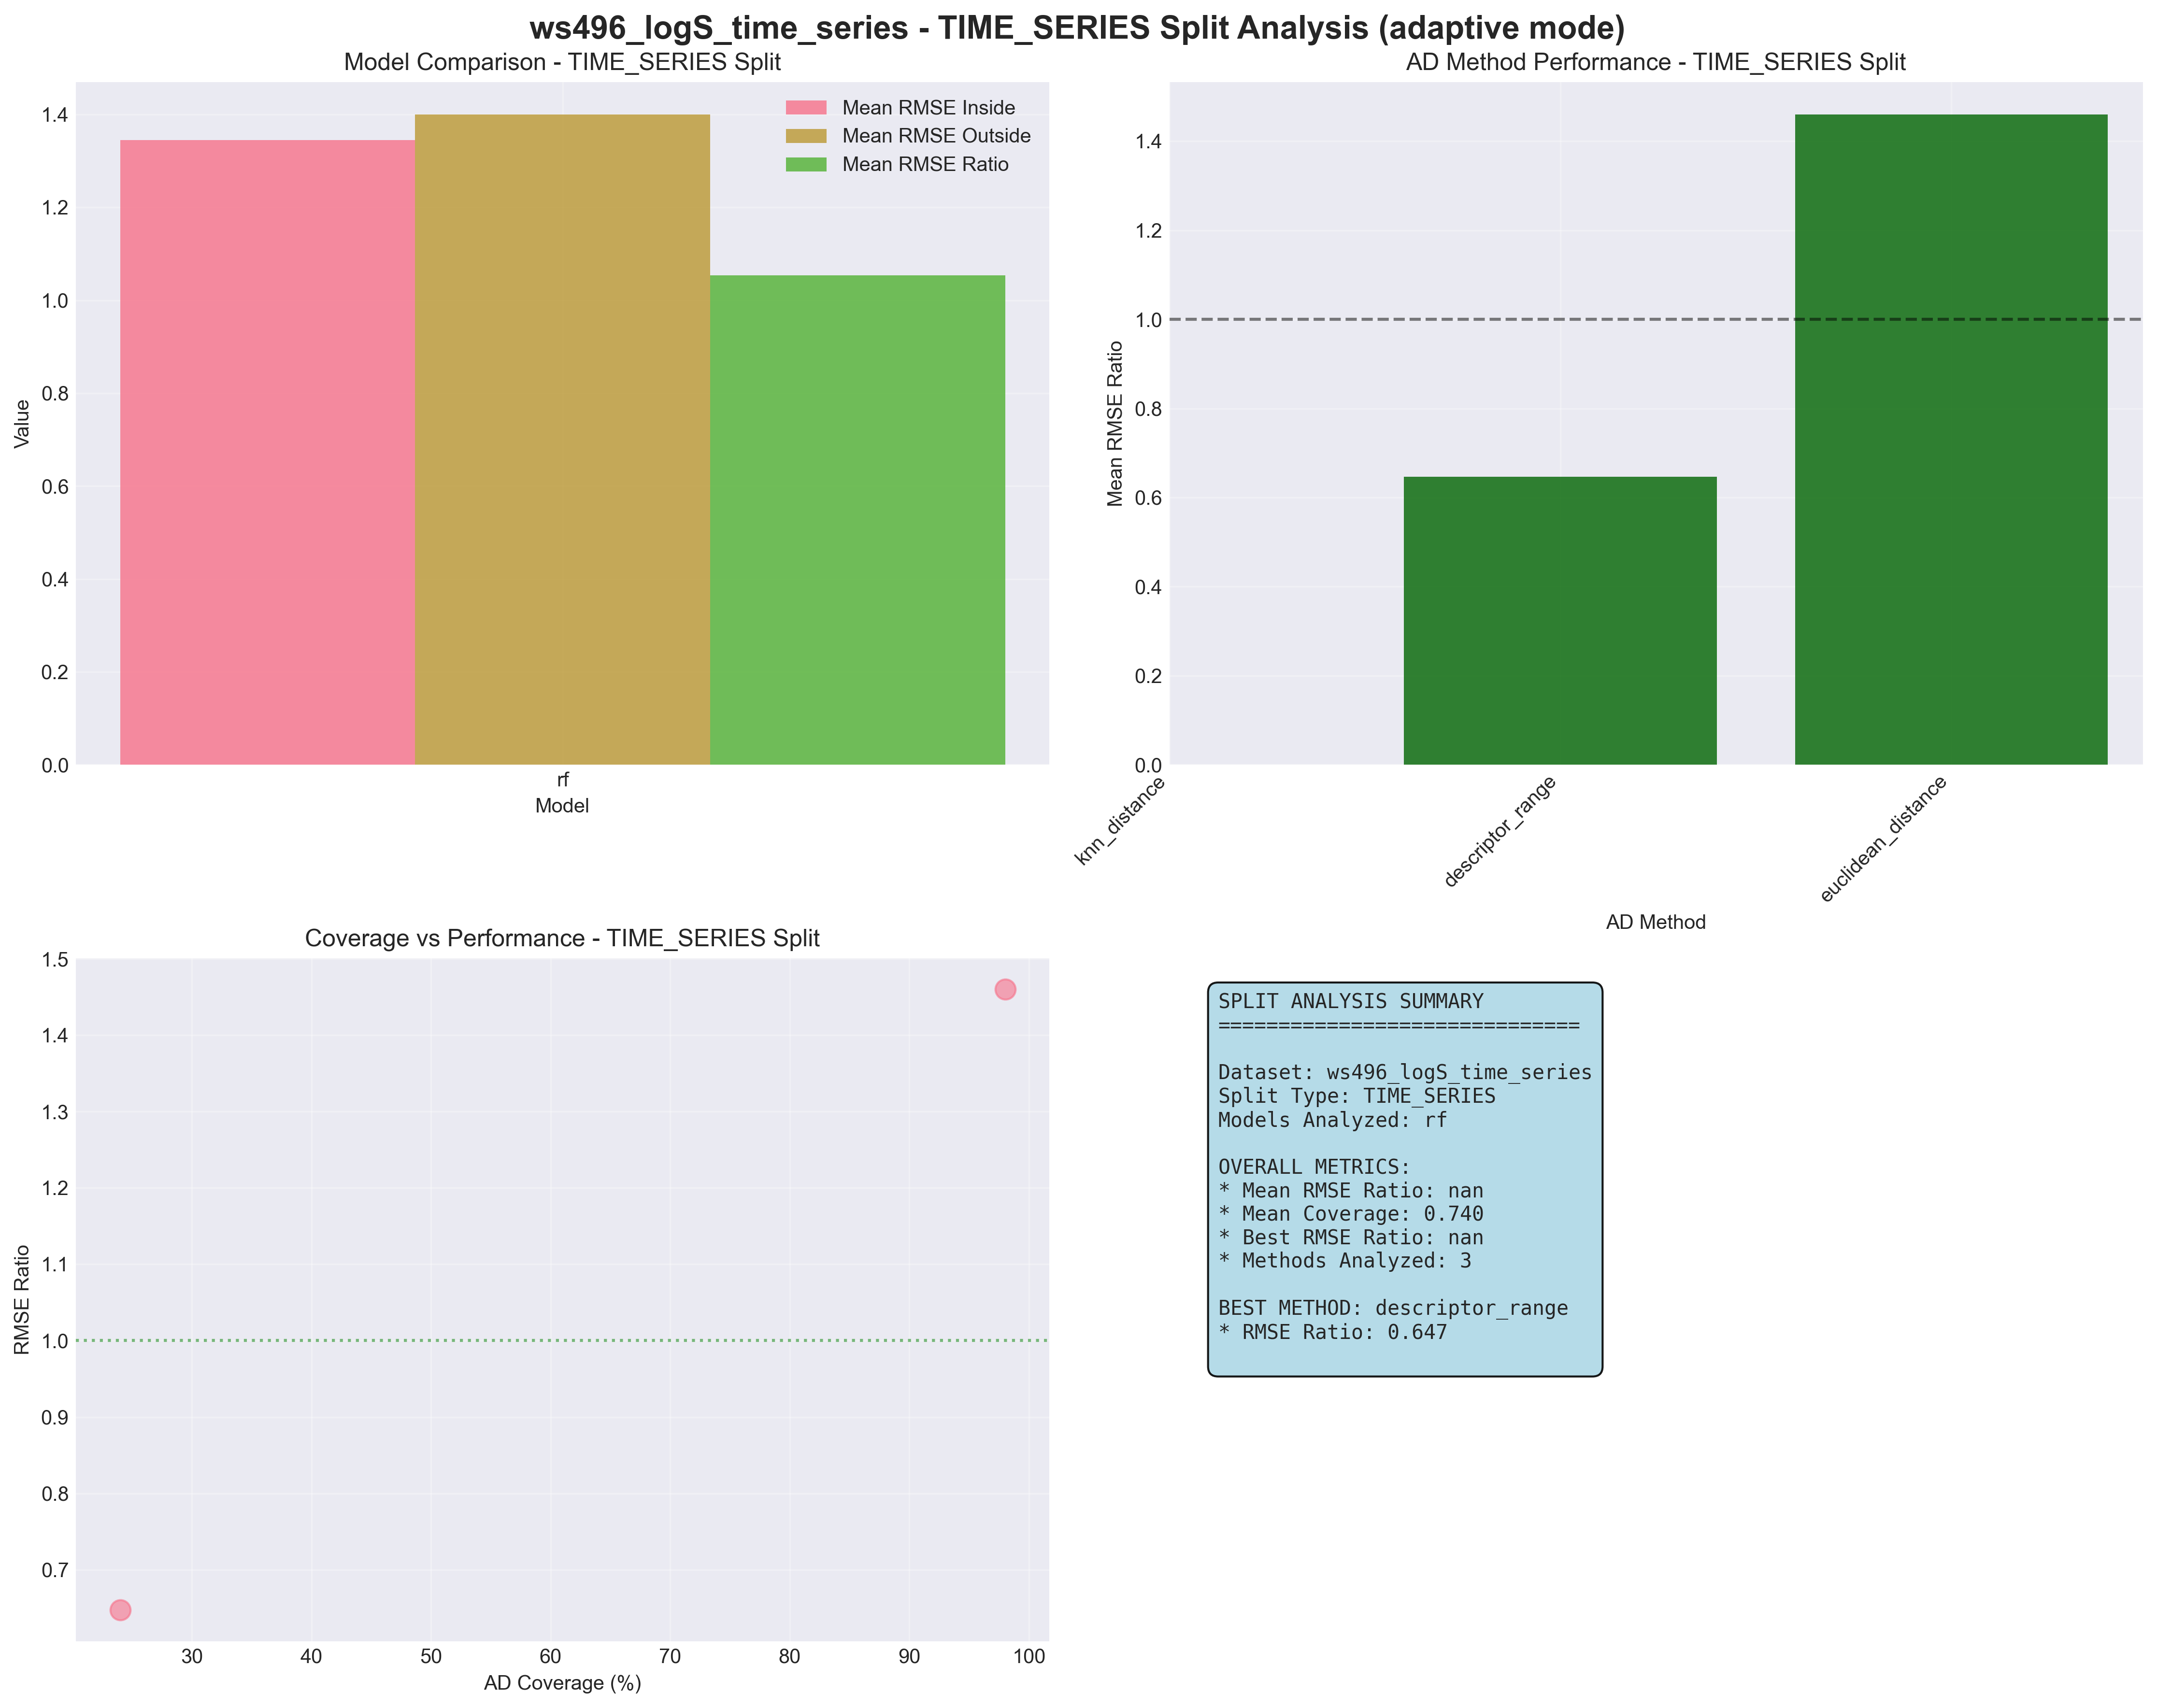 ws496_logS_time_series - TIME_SERIES Split Analysis (adaptive mode)
Model Comparison - TIME_SERIES Split
Mean RMSE Inside
Mean RMSE Outside
Mean RMSE Ratio
1.4
1.2
1.0
0.8
0.6
0.4
0.2
0.0
Value
rf
Model
AD Method Performance - TIME_SERIES Split
1.4
1.2
1.0
0.8
0.6
0.4
0.2
0.0
Mean RMSE Ratio
knn_distance
descriptor_range
euclidean_distance
AD Method
Coverage vs Performance - TIME_SERIES Split
1.5
1.4
1.3
1.2
1.1
1.0
0.9
0.8
0.7
RMSE Ratio
30 40 50 60 70 80 90 100
AD Coverage (%)
SPLIT ANALYSIS SUMMARY
==============================
Dataset: ws496_logS_time_series
Split Type: TIME_SERIES
Models Analyzed: rf
OVERALL METRICS:
* Mean RMSE Ratio: nan
* Mean Coverage: 0.740
* Best RMSE Ratio: nan
* Methods Analyzed: 3
BEST METHOD: descriptor_range
* RMSE Ratio: 0.647